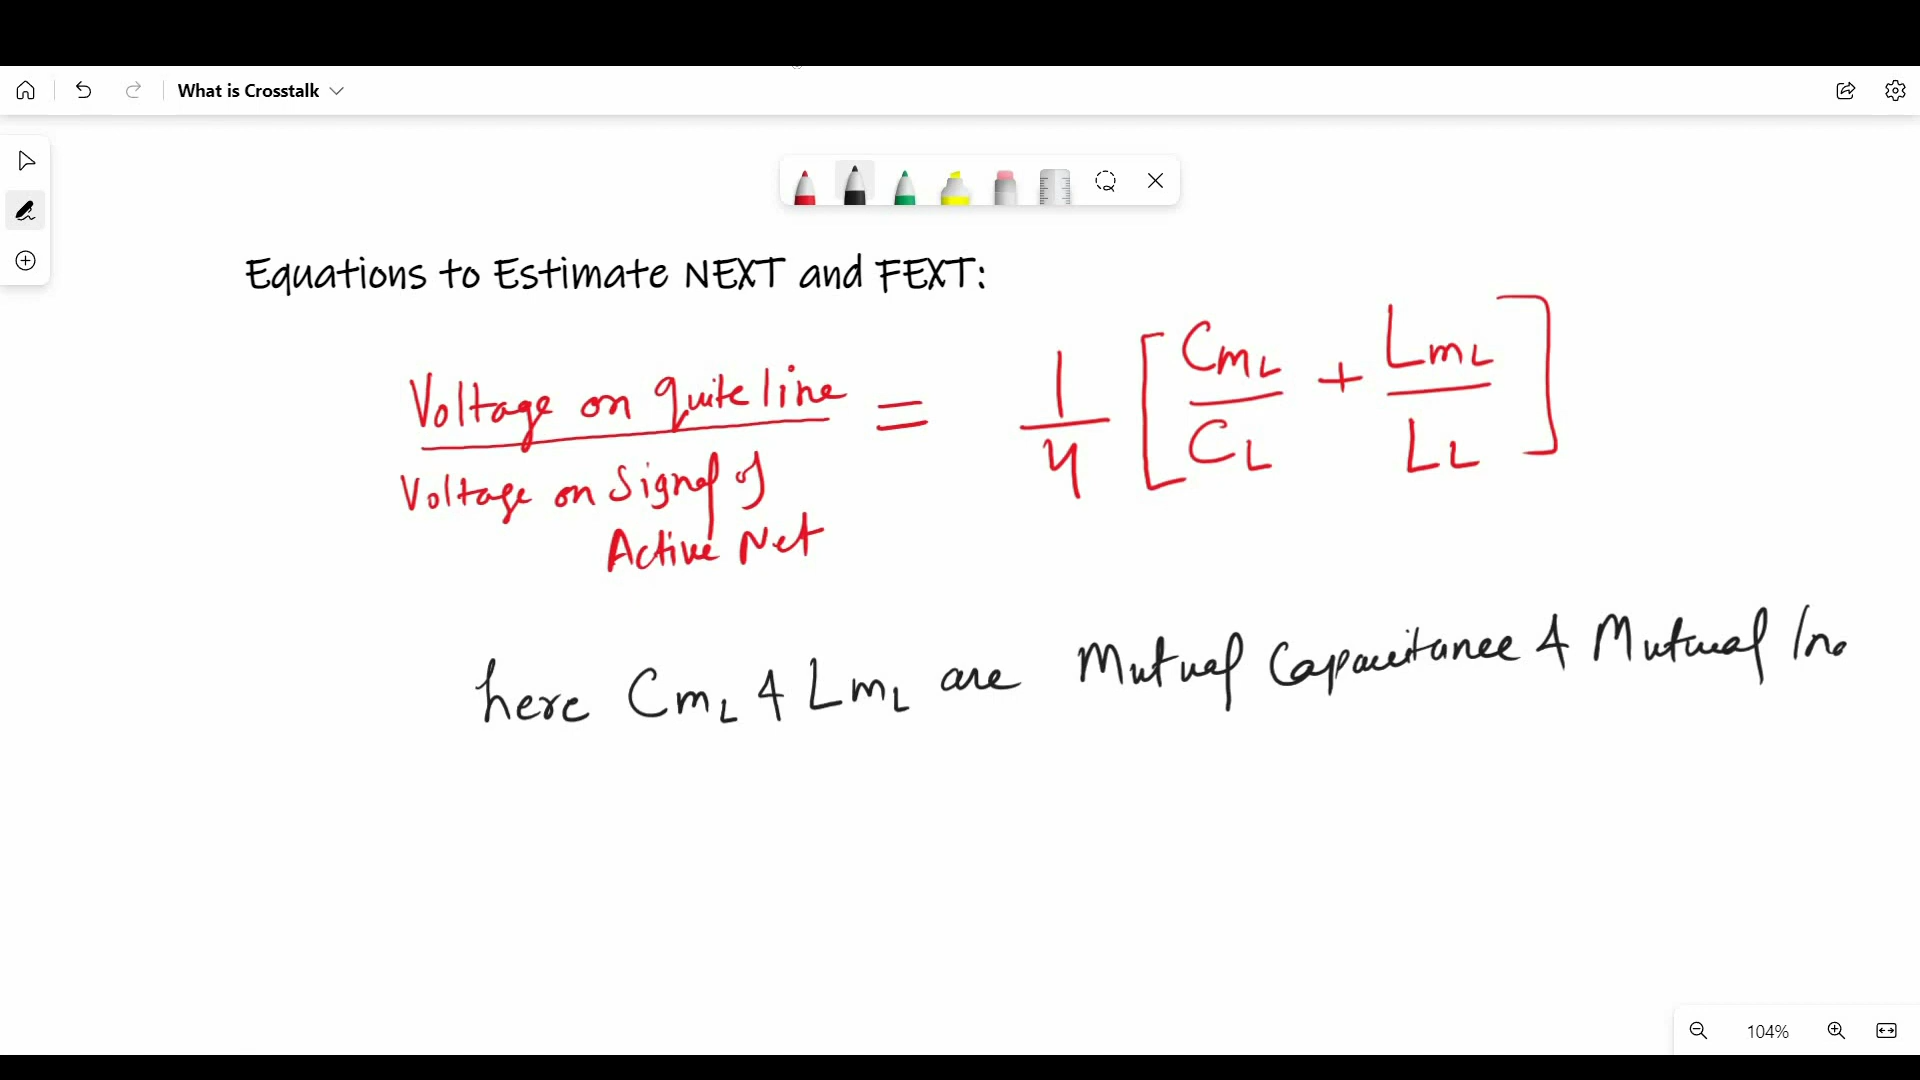 What is Crosstalk
Equations to Estimate NEXT and FEXT:
Voltage on quite line / Voltage on Signal of Active Net = 1/4 [ CmL/CL + LmL/LL ]
here CmL & LmL are Mutual Capacitance & Mutual In
104%